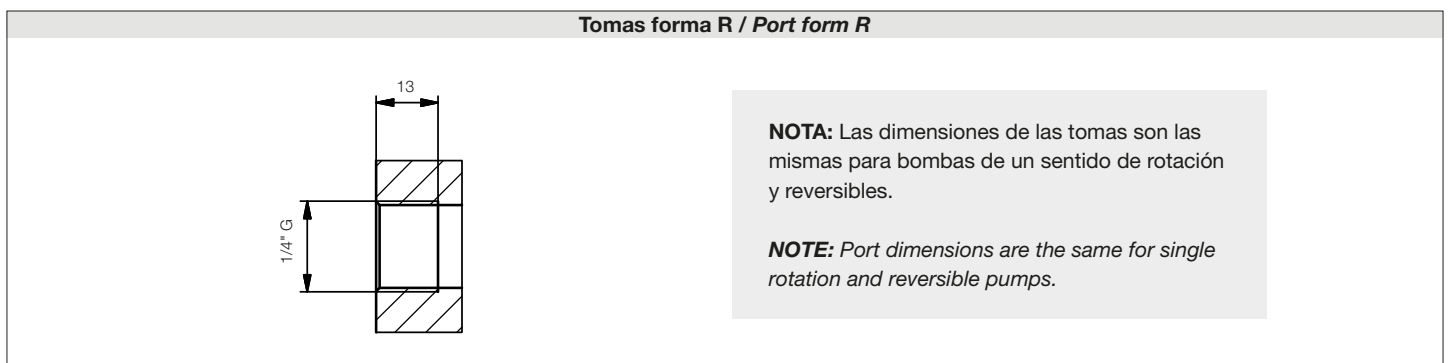 Tomas forma R / Port form R
13
1/4" G
NOTA: Las dimensiones de las tomas son las
mismas para bombas de un sentido de rotación
y reversibles.
NOTE: Port dimensions are the same for single
rotation and reversible pumps.